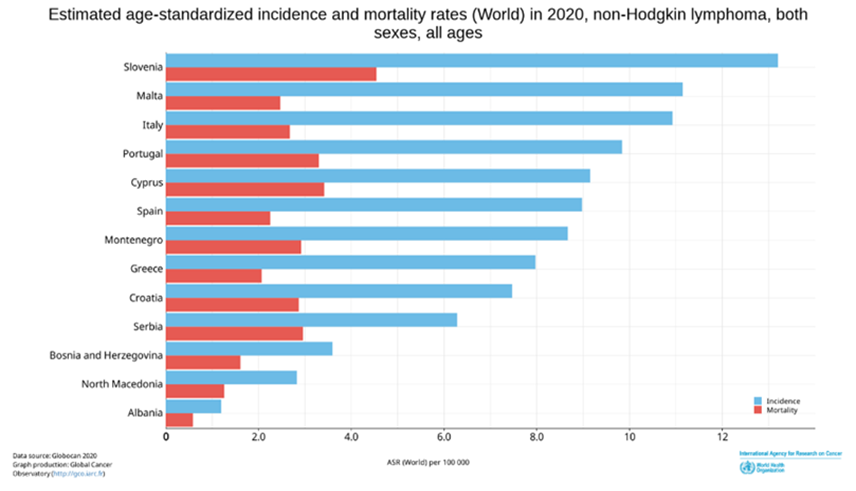 Estimated age-standardized incidence and mortality rates (World) in 2020, non-Hodgkin lymphoma, both
sexes, all ages
Slovenia
Malta
Italy
Portugal
Cyprus
Spain
Montenegro
Greece
Croatia
Serbia
Bosnia and Herzegovina
North Macedonia
Albania
0 2.0 4.0 6.0 8.0 10 12
Incidence
Mortality
ASR (World) per 100 000
Data source: Globocan 2020
Graph production: Global Cancer
Observatory (http://gco.iarc.fr)
International Agency for Research on Cancer
World Health
Organization